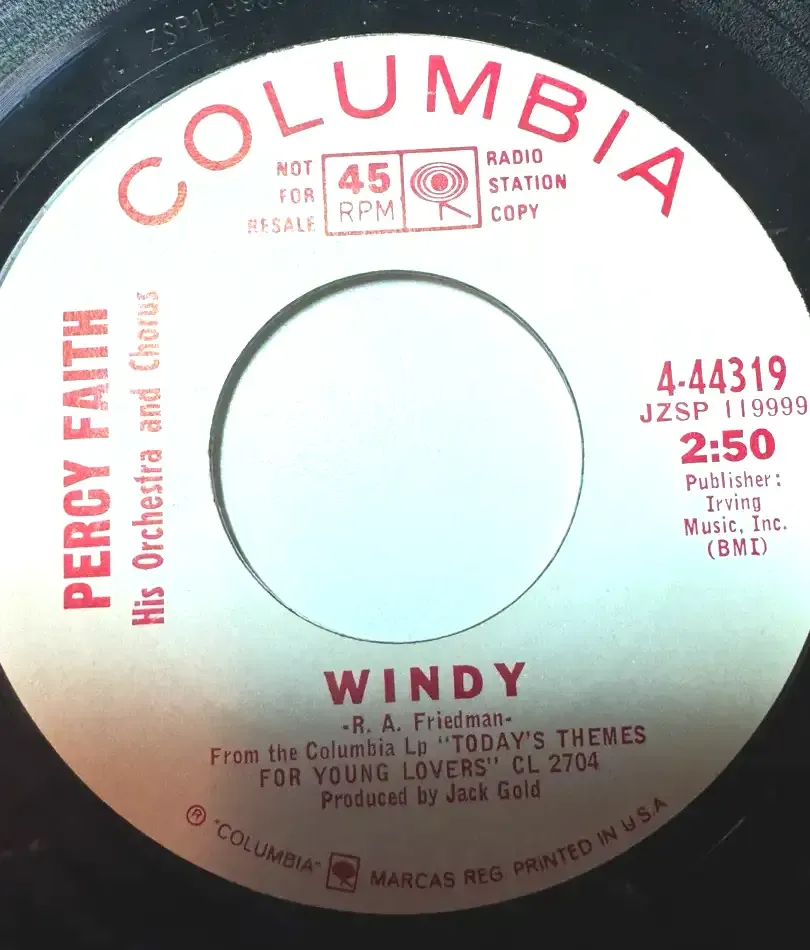 COLUMBIA
NOT
FOR
RESALE
45
RPM
RADIO
STATION
COPY
PERCY FAITH
His Orchestra and Chorus
4-44319
JZSP 119999
2:50
Publisher:
Irving
Music, Inc.
(BMI)
WINDY
-R. A. Friedman-
From the Columbia Lp "TODAY'S THEMES
FOR YOUNG LOVERS" CL 2704
Produced by Jack Gold
® "COLUMBIA" MARCAS REG PRINTED IN U.S.A